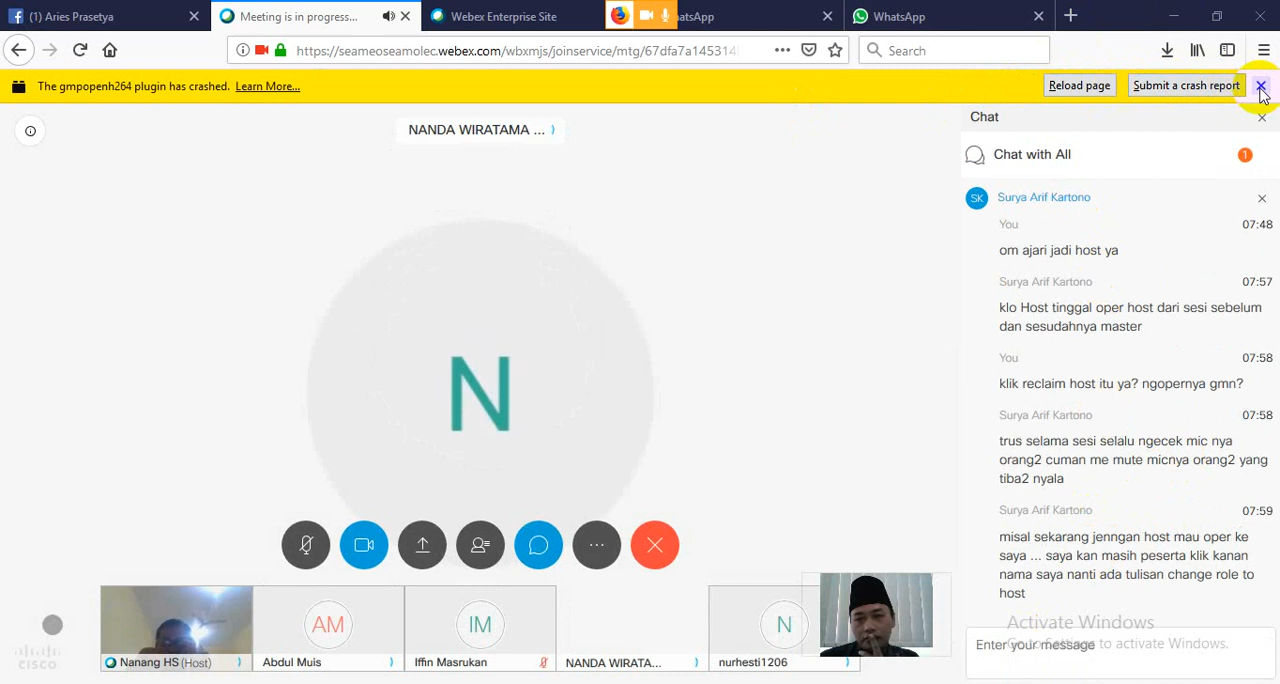 (1) Aries Prasetya
Meeting is in progress...
Webex Enterprise Site
atsApp
WhatsApp
https://seameoseamolec.webex.com/wbxmjs/joinservice/mtg/67dfa7a145314
Search
The gmpopenh264 plugin has crashed. Learn More...
Reload page
Submit a crash report
NANDA WIRATAMA ...
Chat
Chat with All
1
SK
Surya Arif Kartono
You 07:48
om ajari jadi host ya
Surya Arif Kartono 07:57
klo Host tinggal oper host dari sesi sebelum
dan sesudahnya master
You 07:58
klik reclaim host itu ya? ngopernya gmn?
Surya Arif Kartono 07:58
trus selama sesi selalu ngecek mic nya
orang2 cuman me mute micnya orang2 yang
tiba2 nyala
Surya Arif Kartono 07:59
misal sekarang jenngan host mau oper ke
saya ... saya kan masih peserta klik kanan
nama saya nanti ada tulisan change role to
host
Activate Windows
Go to Settings to activate Windows.
Enter your message
N
AM
IM
N
Nanang HS (Host)
Abdul Muis
Iffin Masrukan
NANDA WIRATA...
nurhesti1206
CISCO